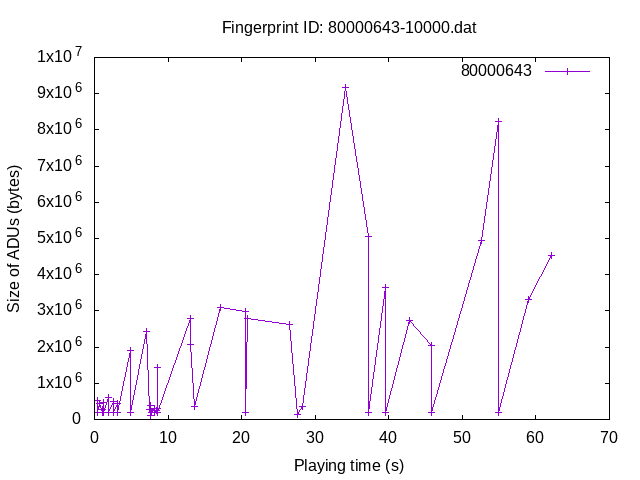 Fingerprint ID: 80000643-10000.dat
1x10^7
80000643
9x10^6
8x10^6
7x10^6
6x10^6
5x10^6
4x10^6
3x10^6
2x10^6
1x10^6
0
Size of ADUs (bytes)
0 10 20 30 40 50 60 70
Playing time (s)